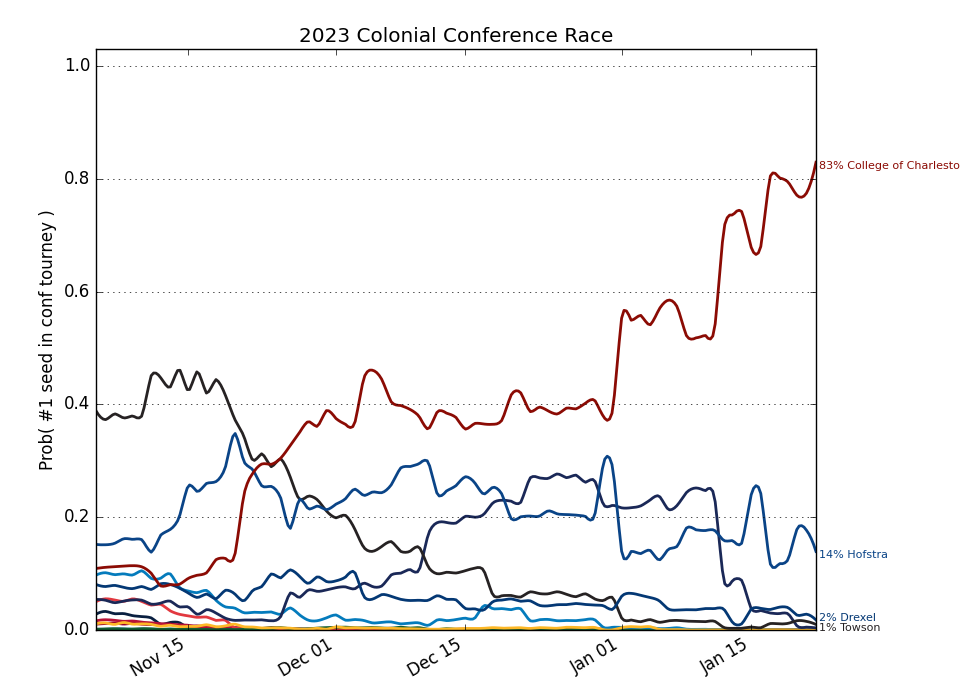 2023 Colonial Conference Race
Prob( #1 seed in conf tourney )
1.0
0.8
0.6
0.4
0.2
0.0
Nov 15
Dec 01
Dec 15
Jan 01
Jan 15
83% College of Charlesto
14% Hofstra
2% Drexel
1% Towson